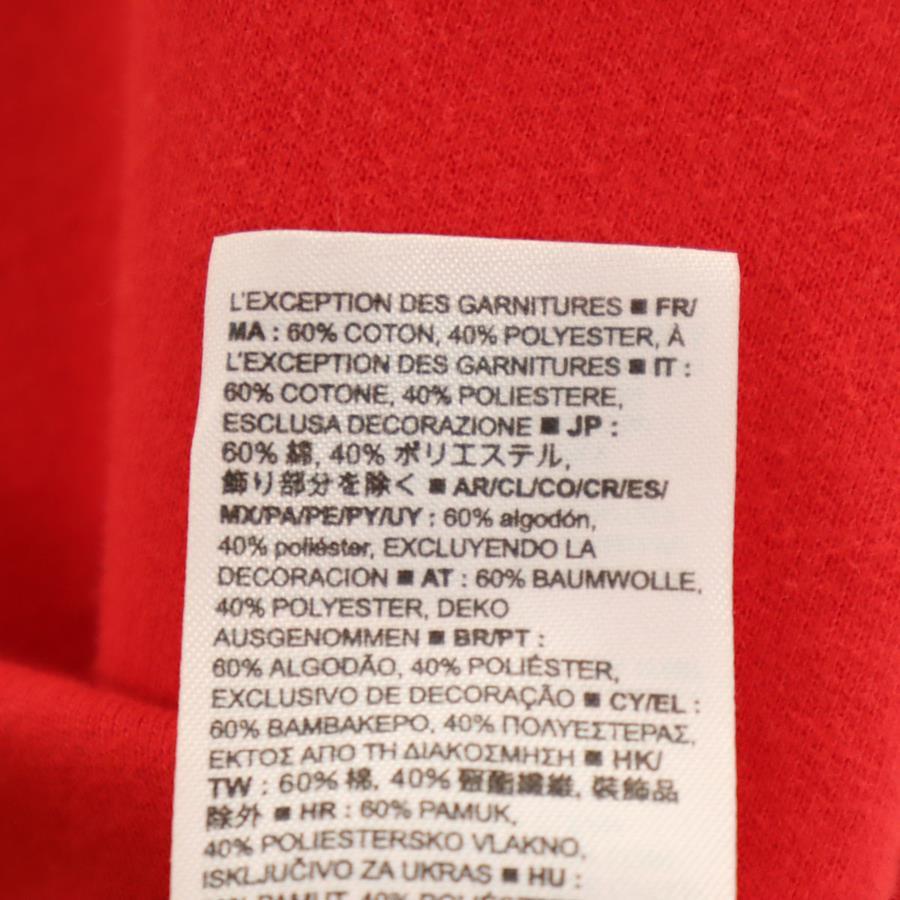 L'EXCEPTION DES GARNITURES ■ FR/
MA : 60% COTON, 40% POLYESTER, À
L'EXCEPTION DES GARNITURES ■ IT :
60% COTONE, 40% POLIESTERE,
ESCLUSA DECORAZIONE ■ JP :
60% 綿, 40% ポリエステル,
飾り部分を除く ■ AR/CL/CO/CR/ES/
MX/PA/PE/PY/UY : 60% algodón,
40% poliéster, EXCLUYENDO LA
DECORACION ■ AT : 60% BAUMWOLLE,
40% POLYESTER, DEKO
AUSGENOMMEN ■ BR/PT :
60% ALGODÃO, 40% POLIÉSTER,
EXCLUSIVO DE DECORAÇÃO ■ CY/EL :
60% ΒΑΜΒΑΚΕΡΟ, 40% ΠΟΛΥΕΣΤΕΡΑΣ,
ΕΚΤΟΣ ΑΠΟ ΤΗ ΔΙΑΚΟΣΜΗΣΗ ■ HK/
TW : 60% 棉, 40% 聚酯纖維, 裝飾品
除外 ■ HR : 60% PAMUK,
40% POLIESTERSKO VLAKNO,
ISKLJUČIVO ZA UKRAS ■ HU :